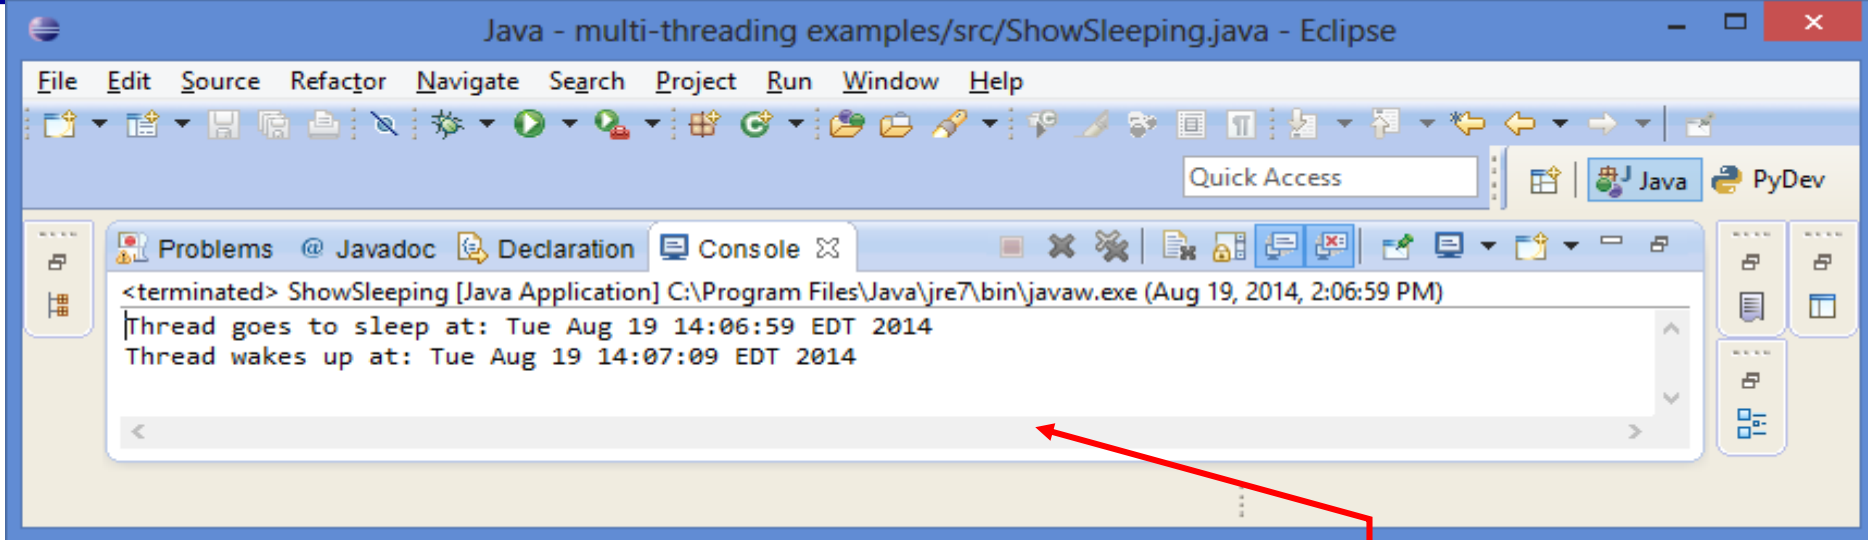 Java - multi-threading examples/src/ShowSleeping.java - Eclipse
File Edit Source Refactor Navigate Search Project Run Window Help
Quick Access
Java PyDev
Problems @ Javadoc Declaration Console
<terminated> ShowSleeping [Java Application] C:\Program Files\Java\jre7\bin\javaw.exe (Aug 19, 2014, 2:06:59 PM)
Thread goes to sleep at: Tue Aug 19 14:06:59 EDT 2014
Thread wakes up at: Tue Aug 19 14:07:09 EDT 2014